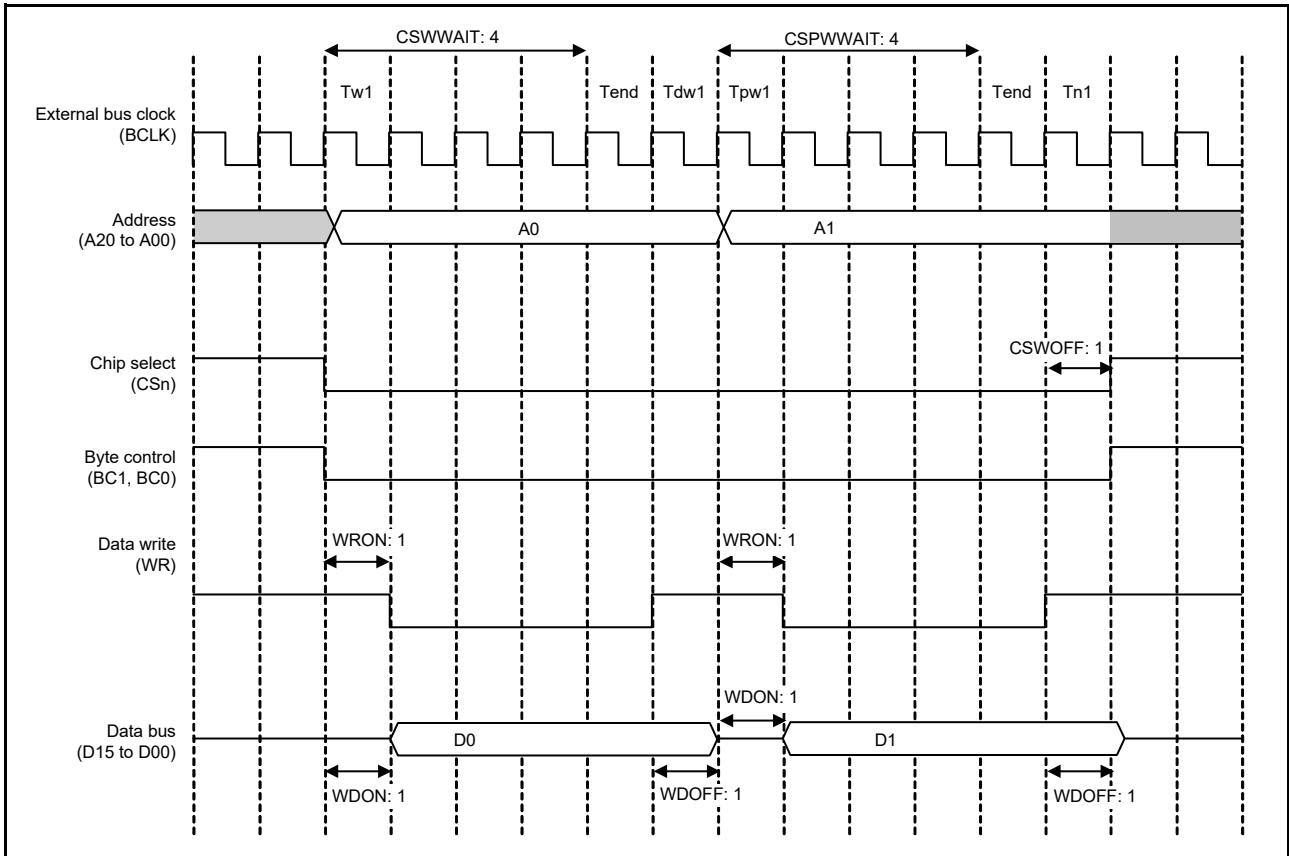 CSWWAIT: 4
CSPWWAIT: 4
Tw1
Tend
Tdw1
Tpw1
Tend
Tn1
External bus clock
(BCLK)
Address
(A20 to A00)
A0
A1
CSWOFF: 1
Chip select
(CSn)
Byte control
(BC1, BC0)
Data write
(WR)
WRON: 1
WRON: 1
WDON: 1
Data bus
(D15 to D00)
D0
D1
WDON: 1
WDOFF: 1
WDOFF: 1